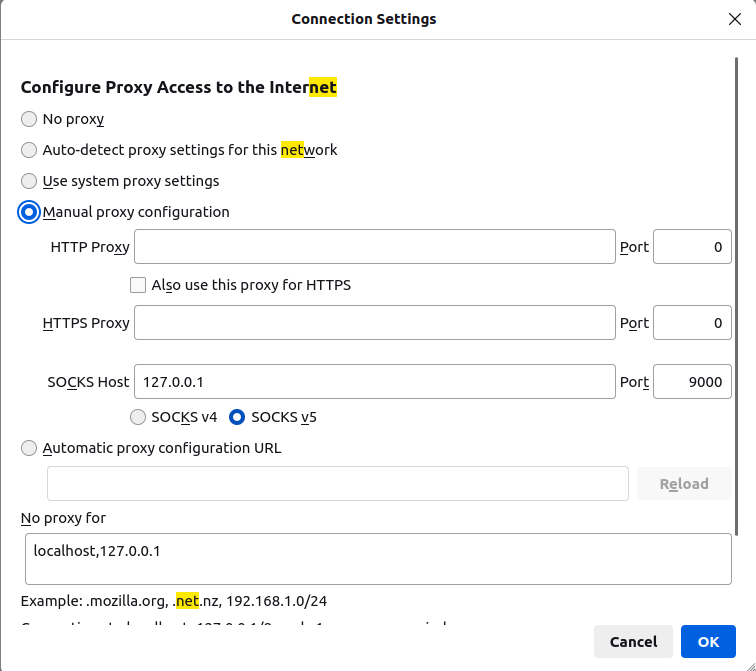 Connection Settings
Configure Proxy Access to the Internet
No proxy
Auto-detect proxy settings for this network
Use system proxy settings
Manual proxy configuration
HTTP Proxy Port 0
Also use this proxy for HTTPS
HTTPS Proxy Port 0
SOCKS Host 127.0.0.1 Port 9000
SOCKS v4 SOCKS v5
Automatic proxy configuration URL
Reload
No proxy for
localhost,127.0.0.1
Example: .mozilla.org, .net.nz, 192.168.1.0/24
Cancel OK